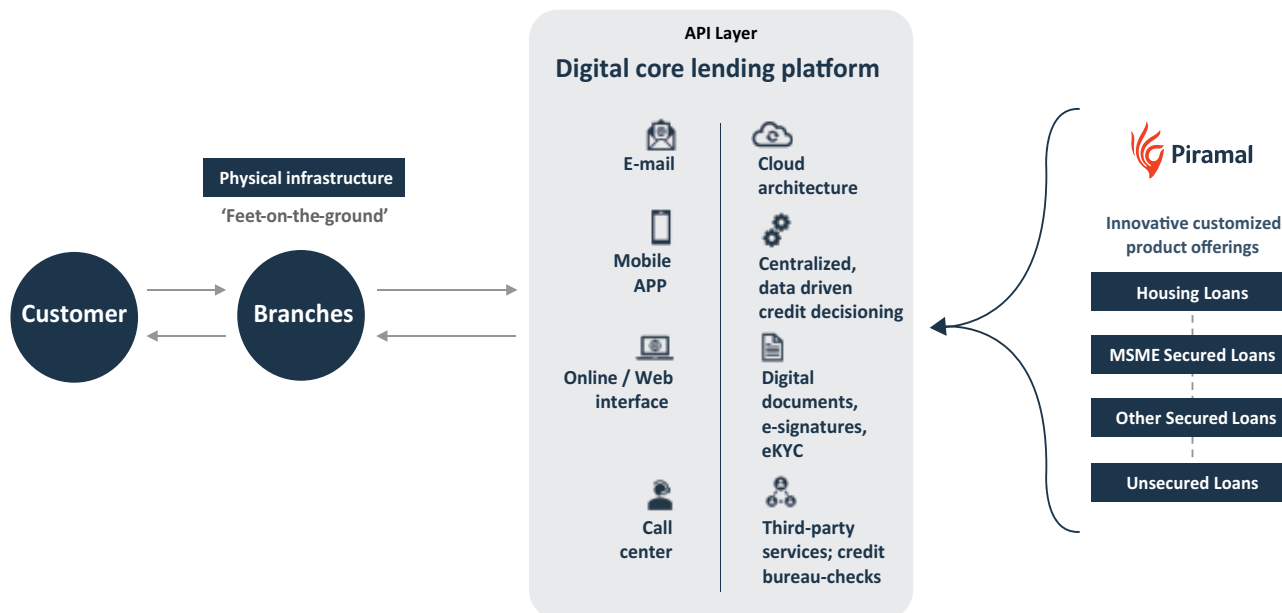 Physical infrastructure
‘Feet-on-the-ground’
Customer
Branches
API Layer
Digital core lending platform
E-mail
Mobile
APP
Online / Web
interface
Call
center
Cloud
architecture
Centralized,
data driven
credit decisioning
Digital
documents,
e-signatures,
eKYC
Third-party
services; credit
bureau-checks
Piramal
Innovative customized
product offerings
Housing Loans
MSME Secured Loans
Other Secured Loans
Unsecured Loans